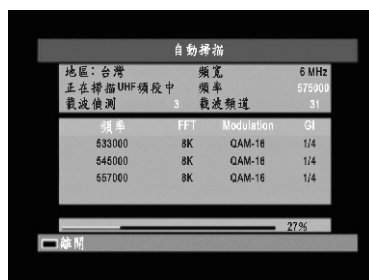 自動掃描
地區：台灣 頻寬 6 MHz
正在掃描UHF頻段中 頻率 575000
載波偵測 3 載波頻道 31
頻率 FFT Modulation GI
533000 8K QAM-16 1/4
545000 8K QAM-16 1/4
557000 8K QAM-16 1/4
27%
離開